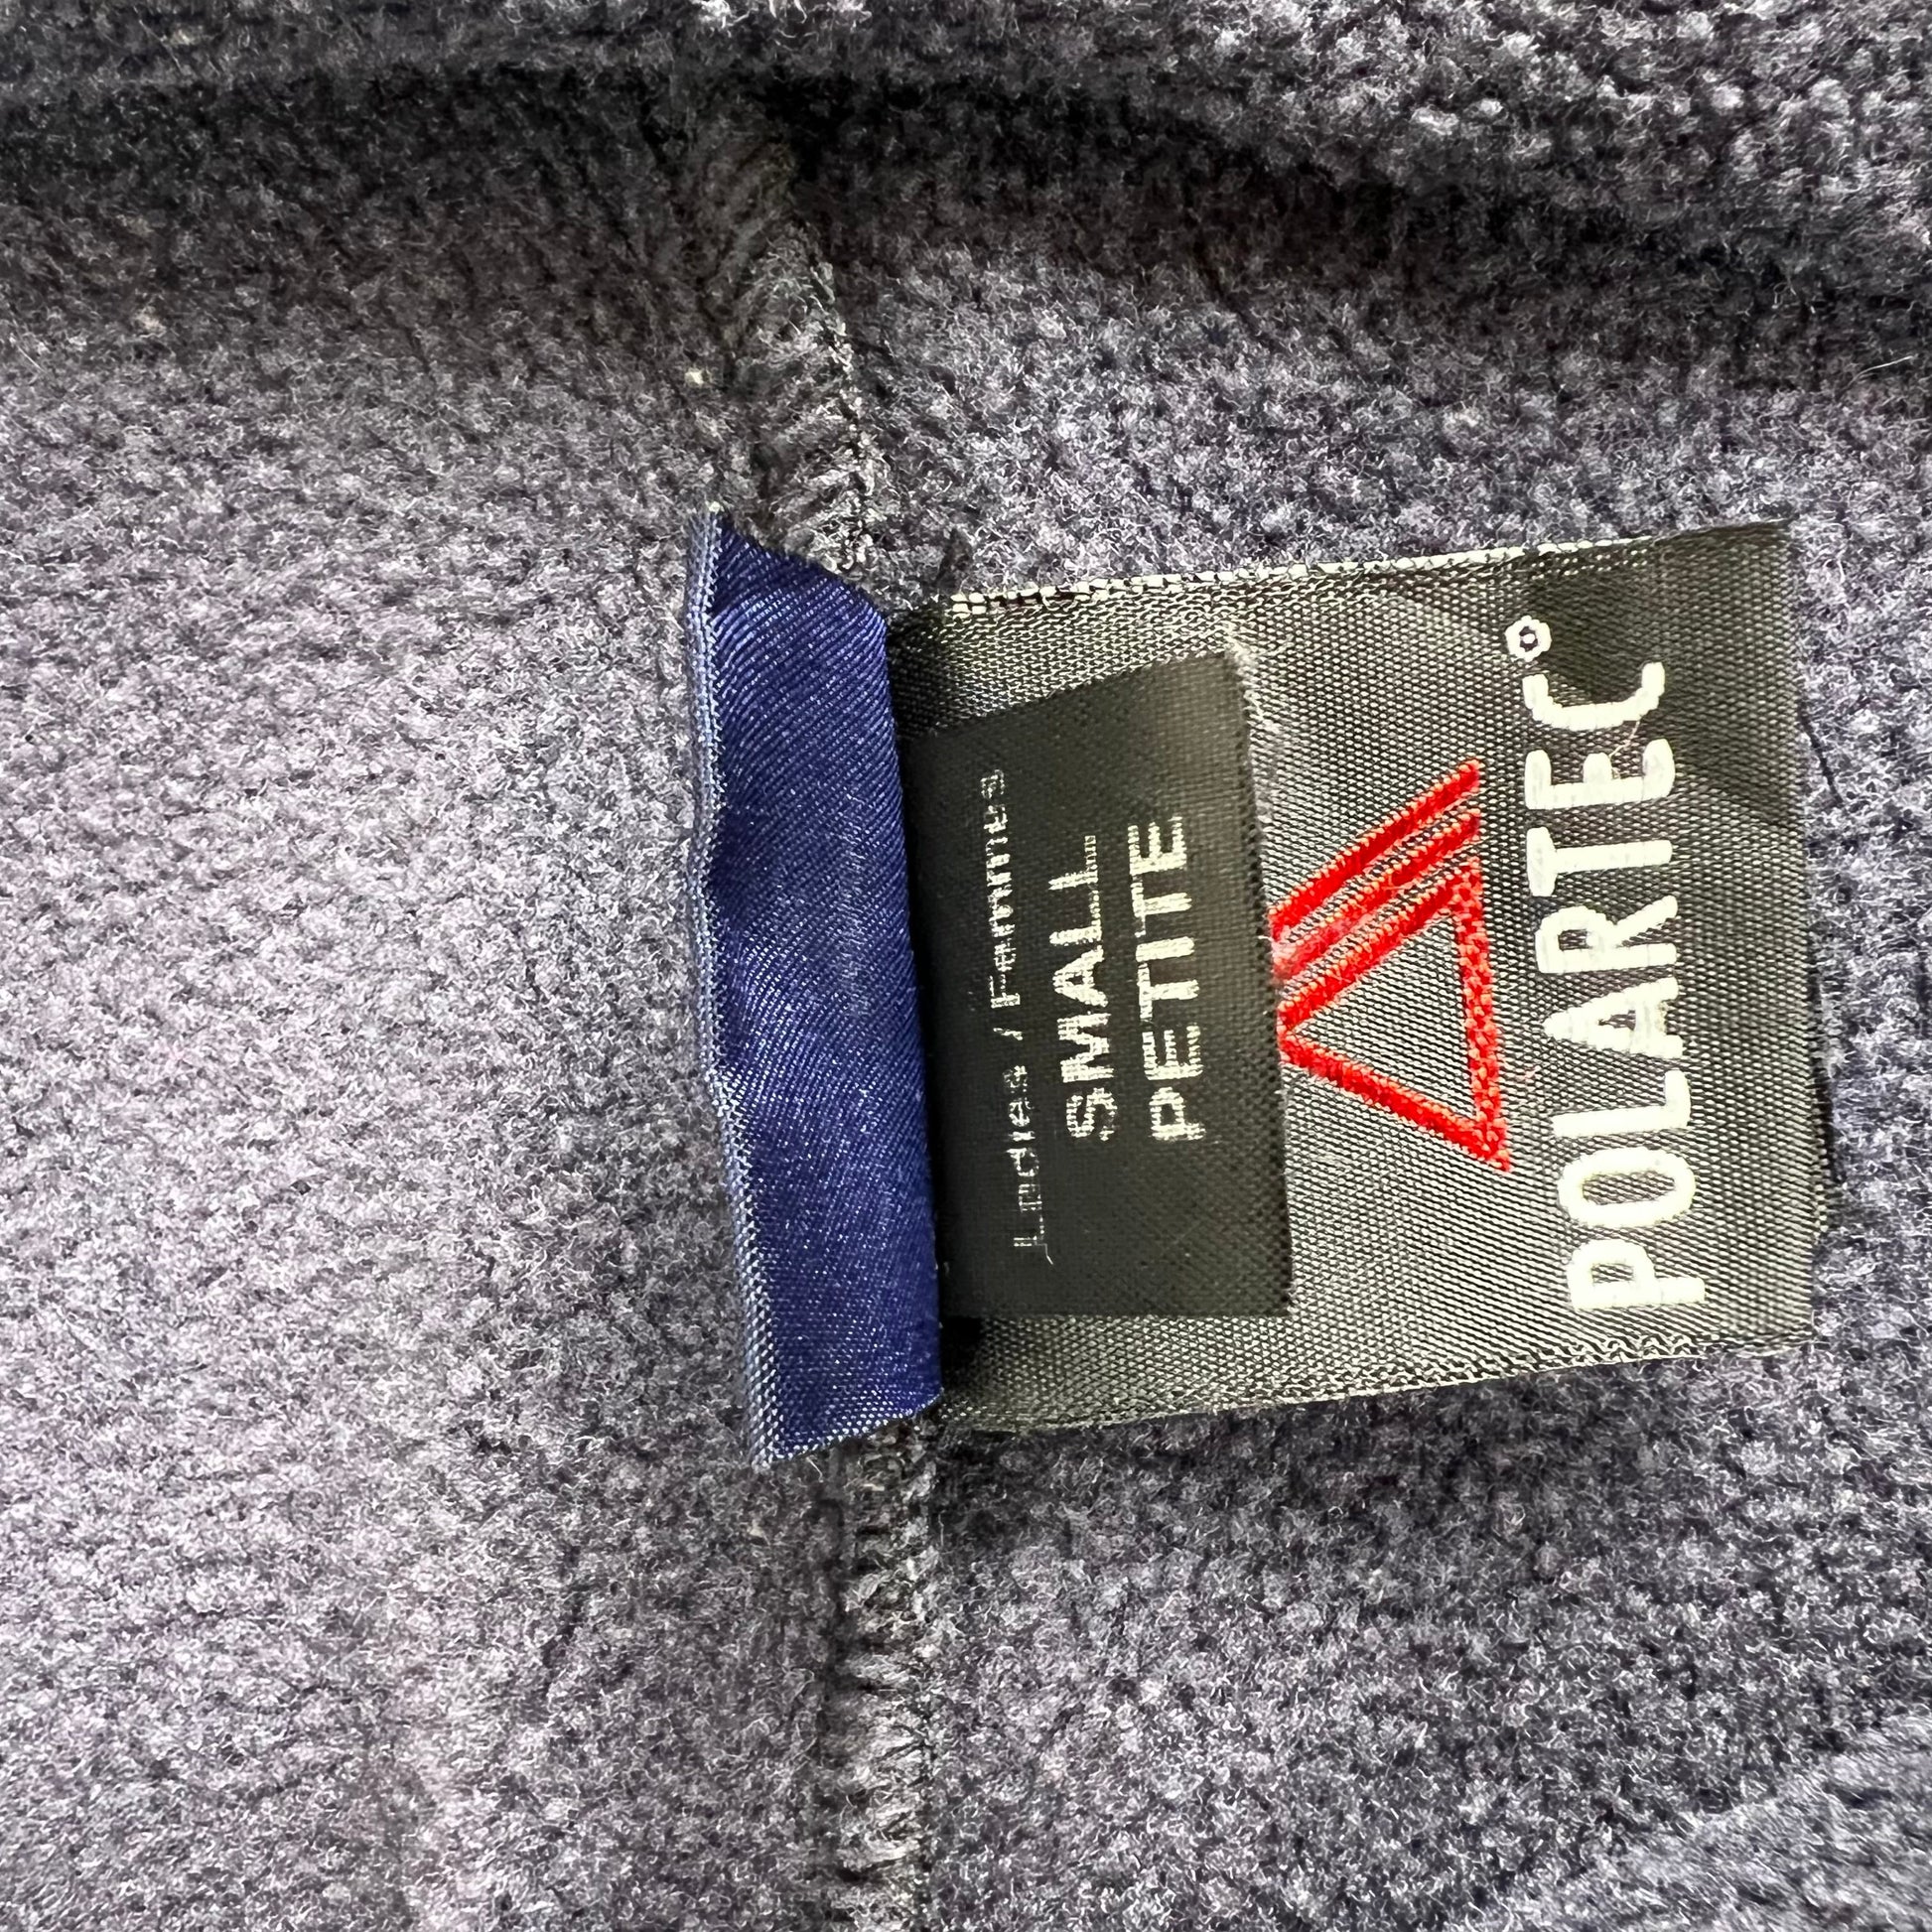 Ladies / Femmes
SMALL
PETITE
POLARTEC®